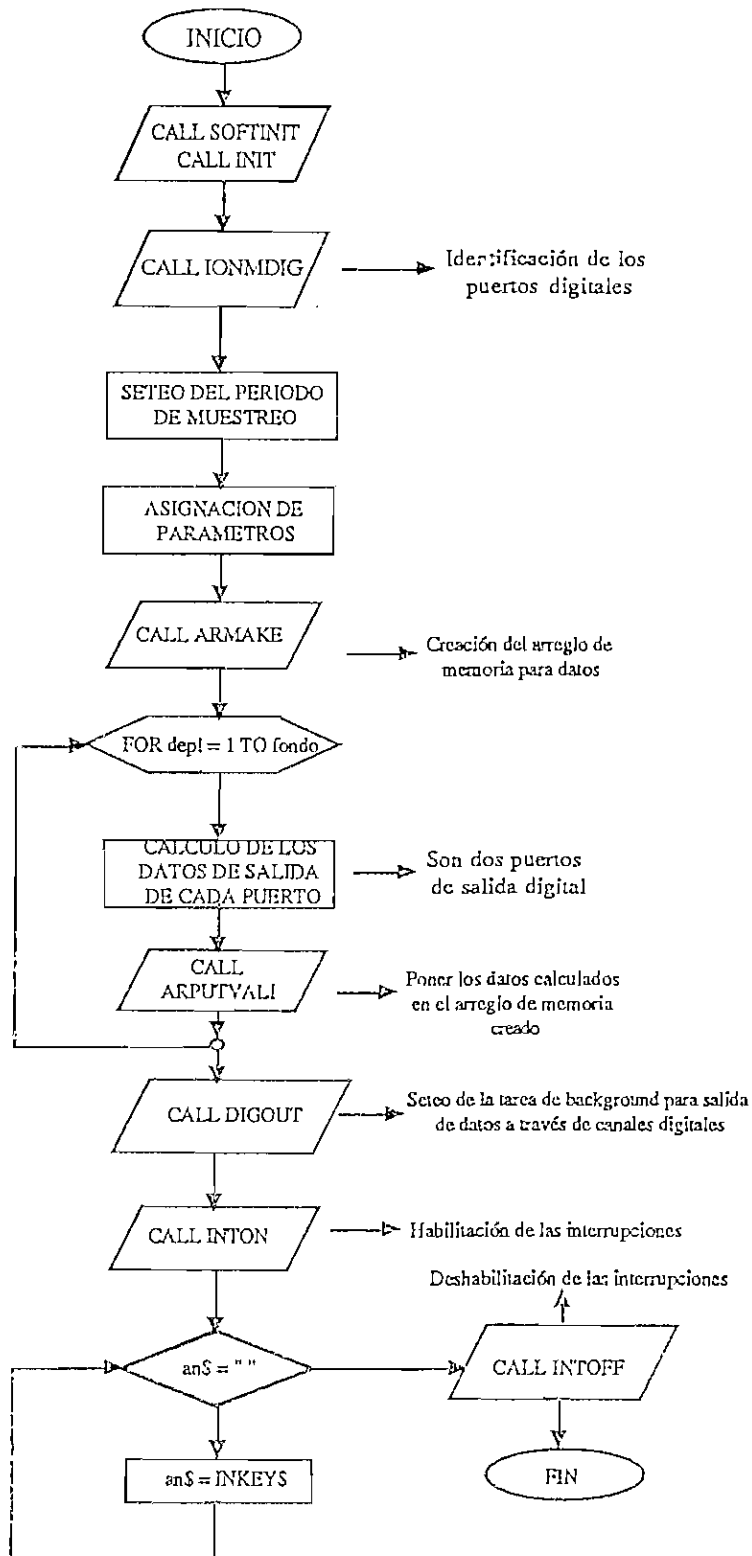 INICIO
CALL SOFTINIT
CALL INIT
CALL IONMDIG
Identificación de los
puertos digitales
SETEO DEL PERIODO
DE MUESTREO
ASIGNACION DE
PARAMETROS
CALL ARMAKE
Creación del arreglo de
memoria para datos
FOR dep! = 1 TO fondo
CALCULO DE LOS
DATOS DE SALIDA
DE CADA PUERTO
Son dos puertos
de salida digital
CALL
ARPUTVALI
Poner los datos calculados
en el arreglo de memoria
creado
CALL DIGOUT
Seteo de la tarea de background para salida
de datos a través de canales digitales
CALL INTON
Habilitación de las interrupciones
Deshabilitación de las interrupciones
an$ = " "
CALL INTOFF
an$ = INKEY$
FIN